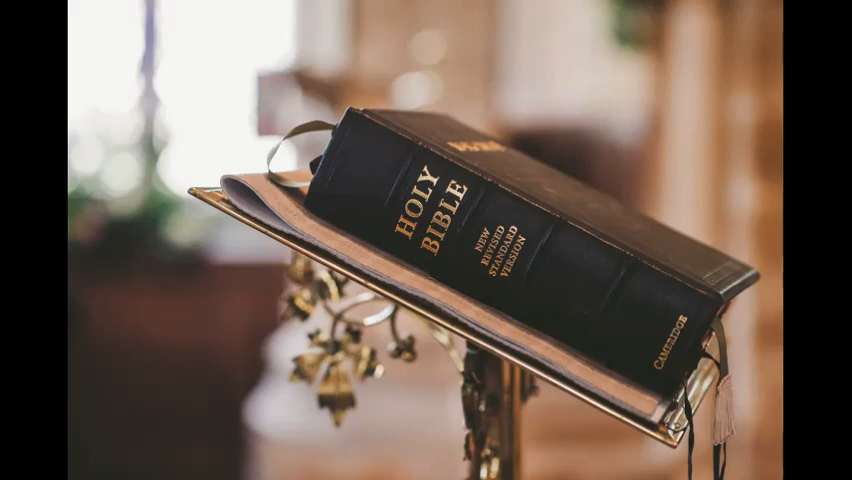 HOLY
BIBLE
NEW
REVISED
STANDARD
VERSION
CAMBRIDGE